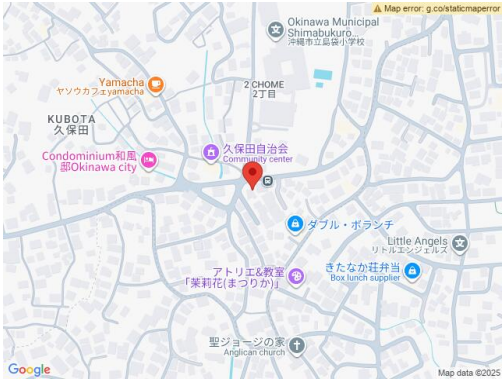 Map error: g.co/staticmaperror
Okinawa Municipal
Shimabukuro...
沖縄市立島袋小学校
Yamacha
ヤソウカフェyamacha
2 CHOME
2丁目
KUBOTA
久保田
久保田自治会
Community center
Condominium和風
邸Okinawa city
ダブル・ボランチ
Little Angels
リトルエンジェルズ
きたなか荘弁当
Box lunch supplier
アトリエ&教室
「茉莉花(まつりか)」
聖ジョージの家
Anglican church
Google
Map data ©2025